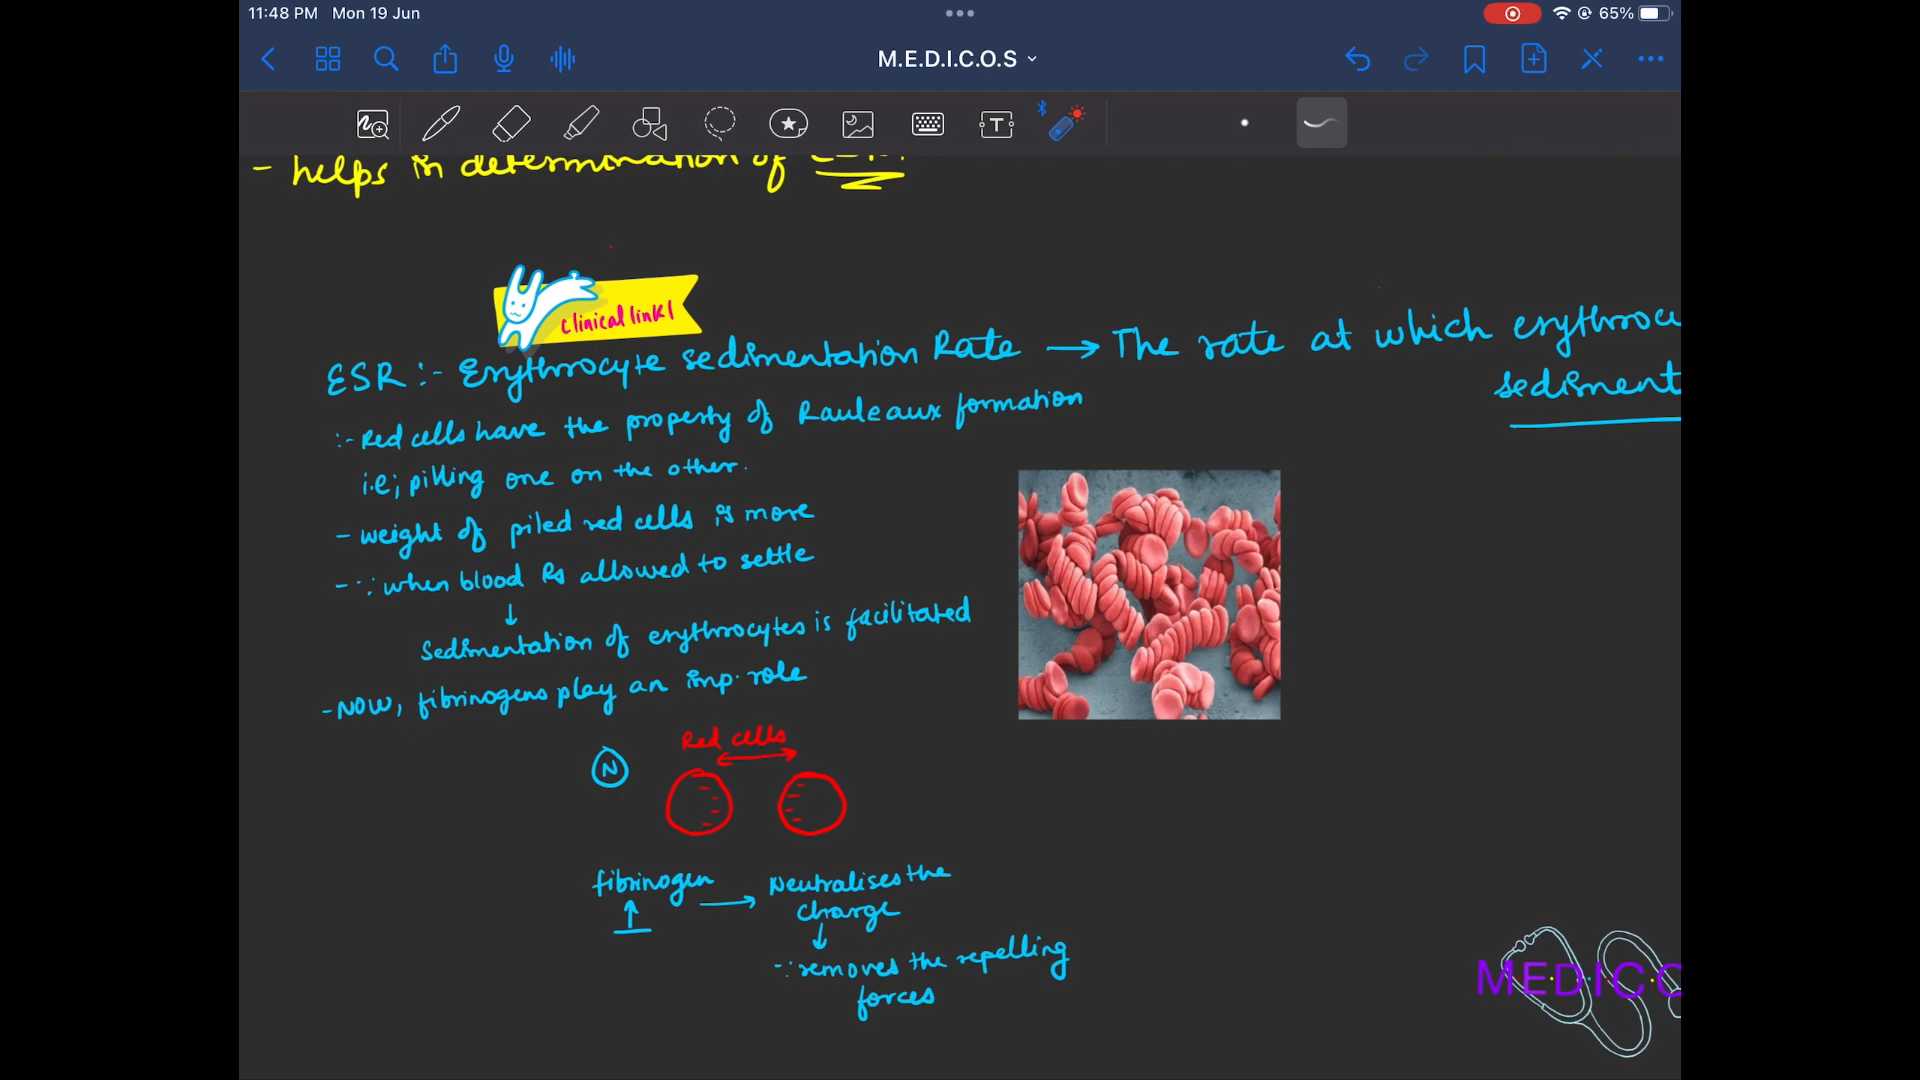 11:48 PM Mon 19 Jun
65%
M.E.D.I.C.O.S
T
- helps in determination of
Clinical link!
ESR :- Erythrocyte sedimentation Rate → The rate at which erythrocy
sediment
:- Red cells have the property of Rauleaux formation
i.e; pilling one on the other.
- weight of piled red cells is more
- ∵ when blood is allowed to settle
↓
Sedimentation of erythrocytes is facilitated
- Now, fibrinogens play an imp. role
Red cells
N
fibrinogen → Neutralises the
↑ charge
↓
∵ removes the repelling
forces
MEDICO